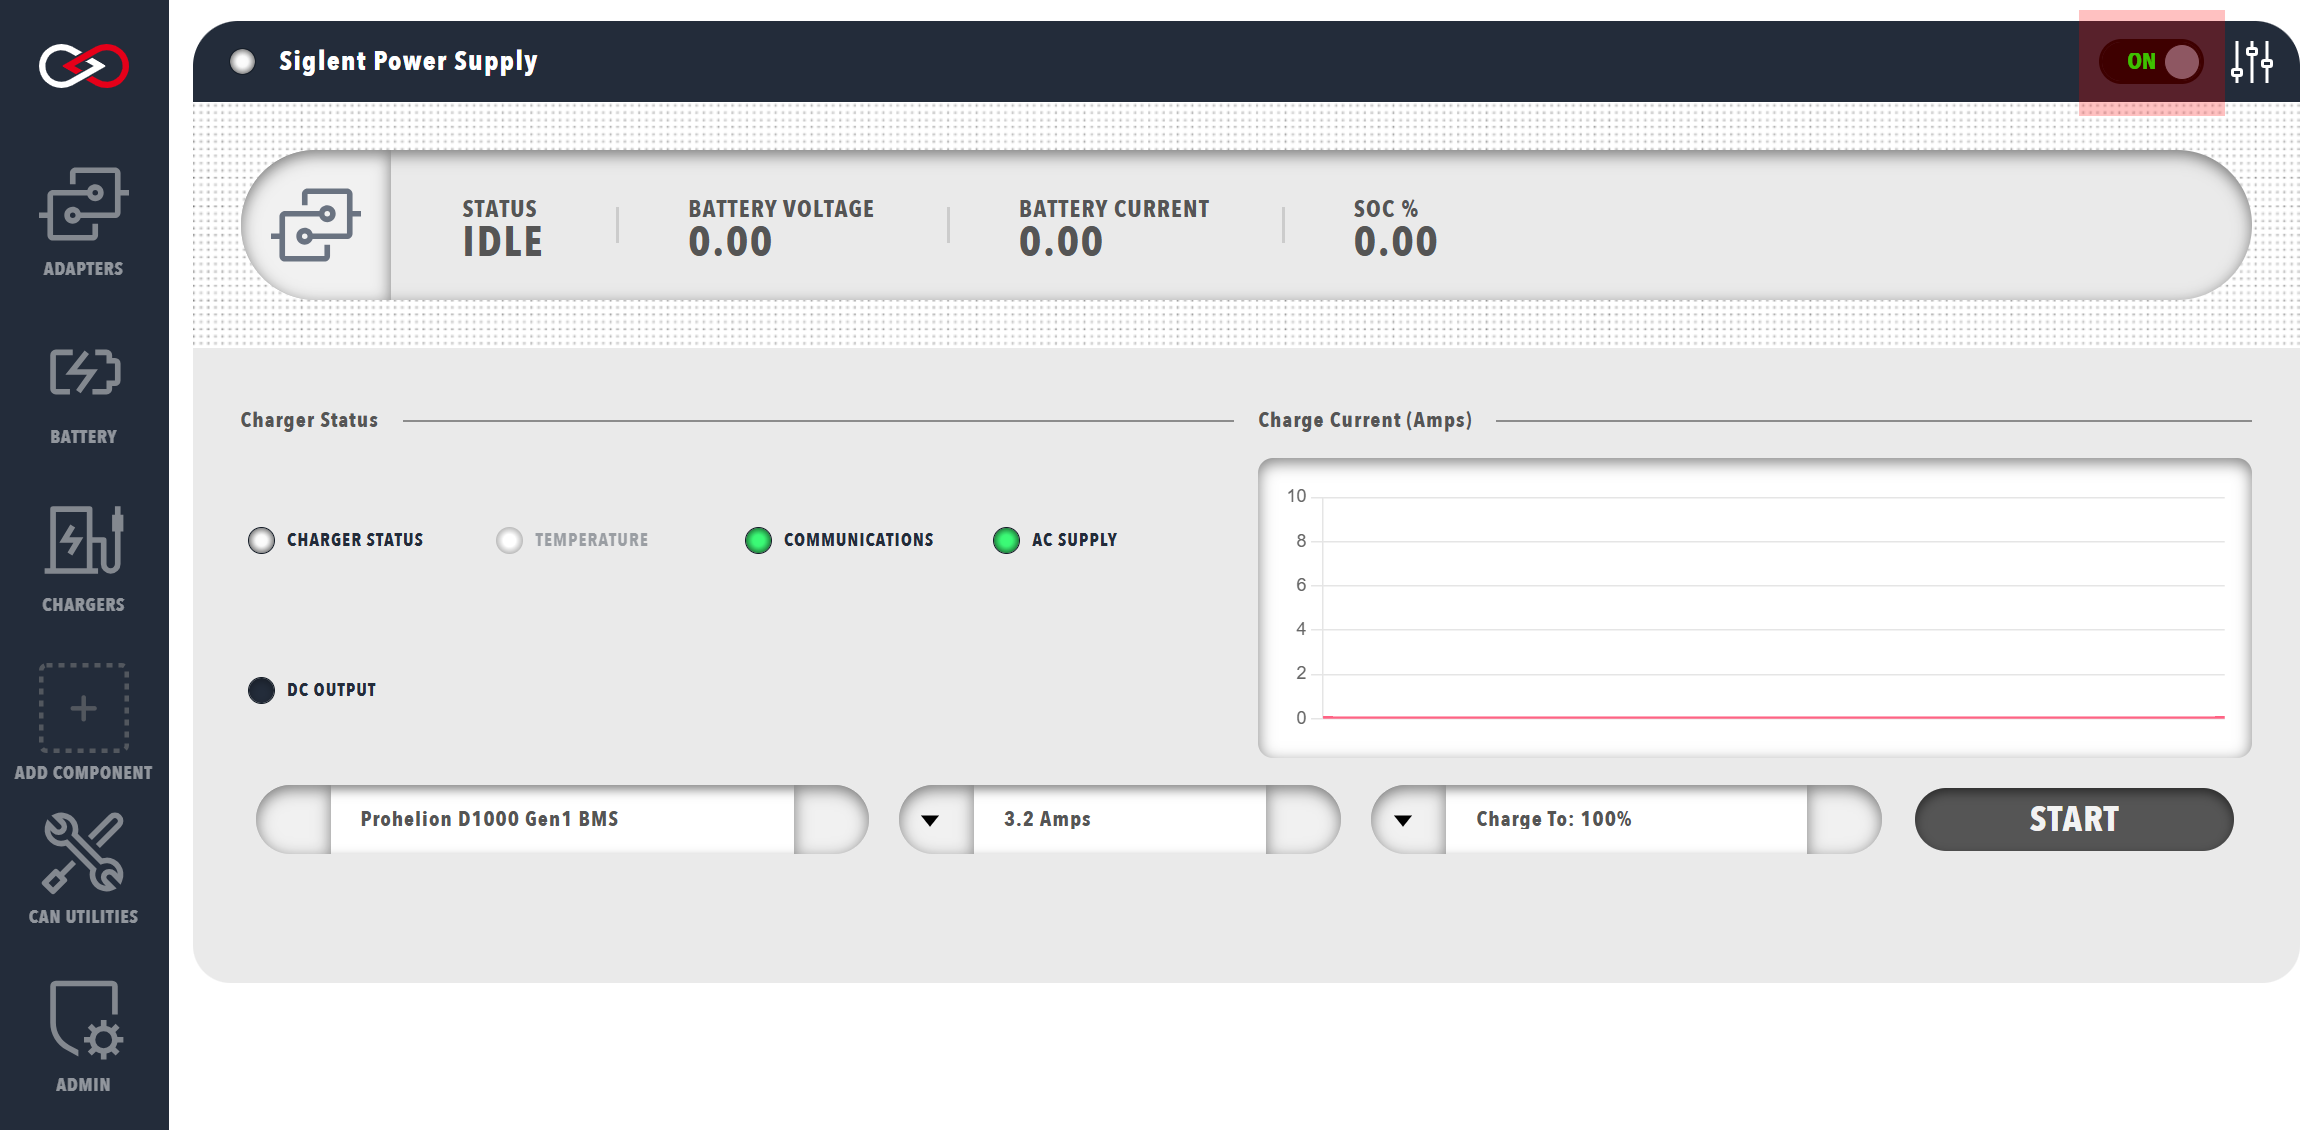 Siglent Power Supply
ON
STATUS
IDLE
BATTERY VOLTAGE
0.00
BATTERY CURRENT
0.00
SOC %
0.00
ADAPTERS
BATTERY
CHARGERS
ADD COMPONENT
CAN UTILITIES
ADMIN
Charger Status
CHARGER STATUS
TEMPERATURE
COMMUNICATIONS
AC SUPPLY
DC OUTPUT
Charge Current (Amps)
10
8
6
4
2
0
Prohelion D1000 Gen1 BMS
3.2 Amps
Charge To: 100%
START